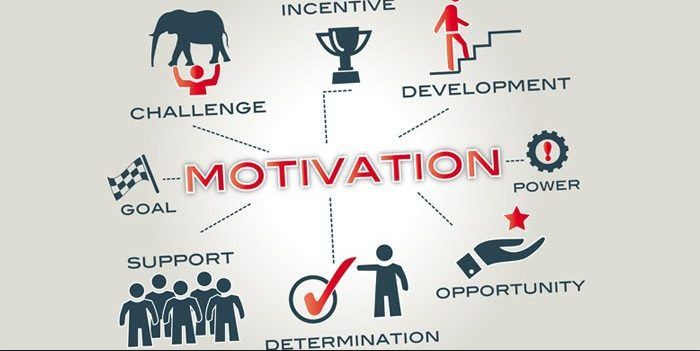 INCENTIVE
CHALLENGE
DEVELOPMENT
MOTIVATION
GOAL
POWER
SUPPORT
OPPORTUNITY
DETERMINATION